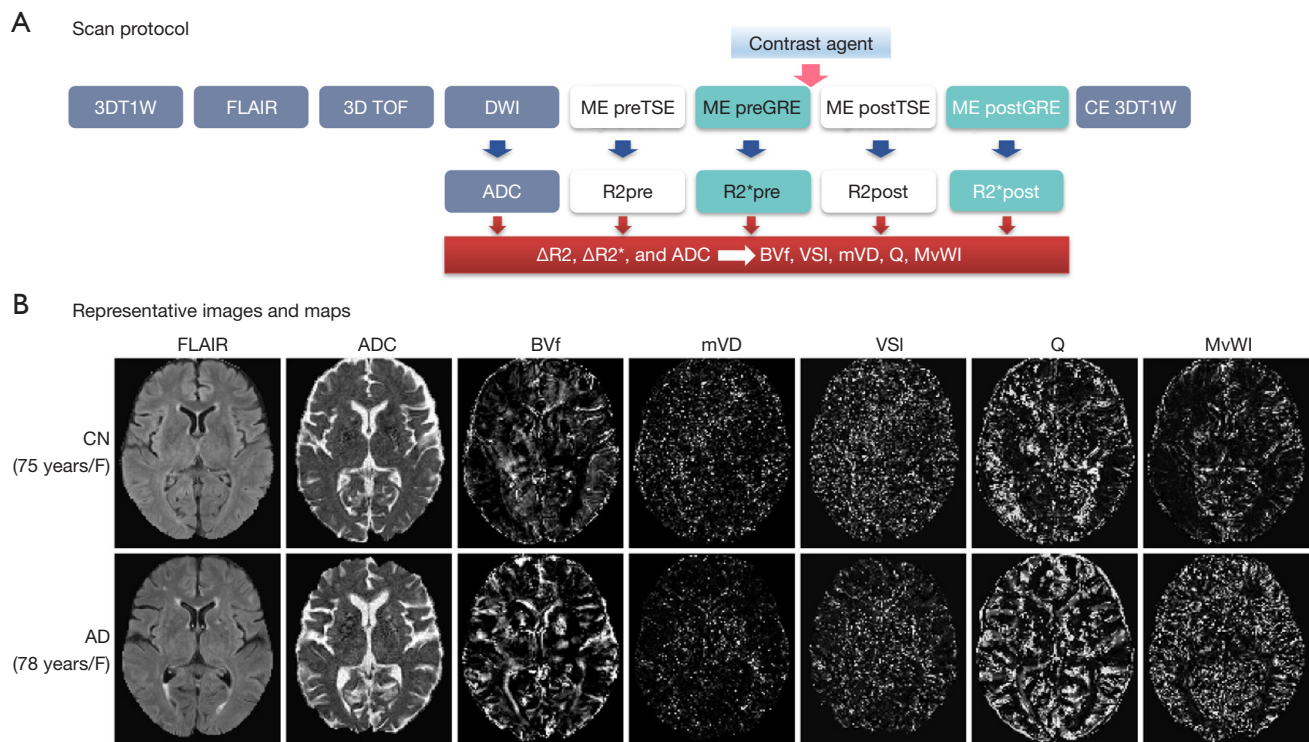 A
Scan protocol
Contrast agent
3DT1W FLAIR 3D TOF DWI ME preTSE ME preGRE ME postTSE ME postGRE CE 3DT1W
ADC R2pre R2*pre R2post R2*post
ΔR2, ΔR2*, and ADC BVf, VSI, mVD, Q, MvWI
B
Representative images and maps
FLAIR ADC BVf mVD VSI Q MvWI
CN
(75 years/F)
AD
(78 years/F)